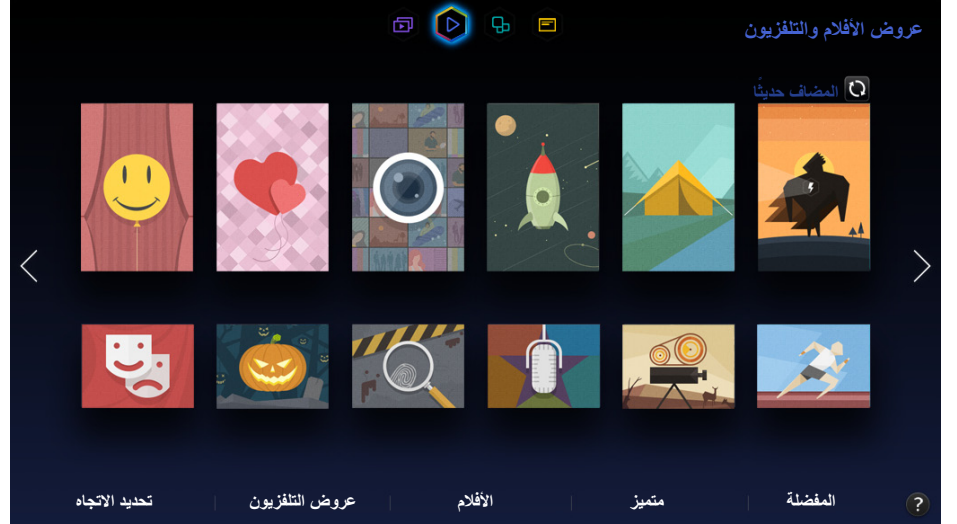 عروض الأفلام والتلفزيون
المضاف حديثًا
المفضلة
متميز
الأفلام
عروض التلفزيون
تحديد الاتجاه
?